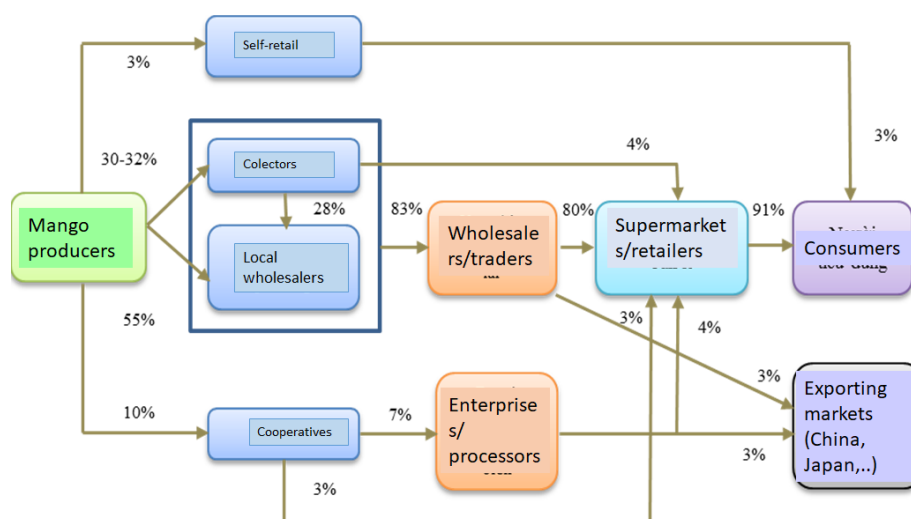 Self-retail
3%
3%
30-32%
Colectors
4%
28%
83%
80%
91%
Mango
producers
Local
wholesalers
Wholesale
rs/traders
Supermarket
s/retailers
Consumers
55%
3%
4%
3%
10%
Cooperatives
7%
Enterprise
s/
processors
3%
Exporting
markets
(China,
Japan,..)
3%